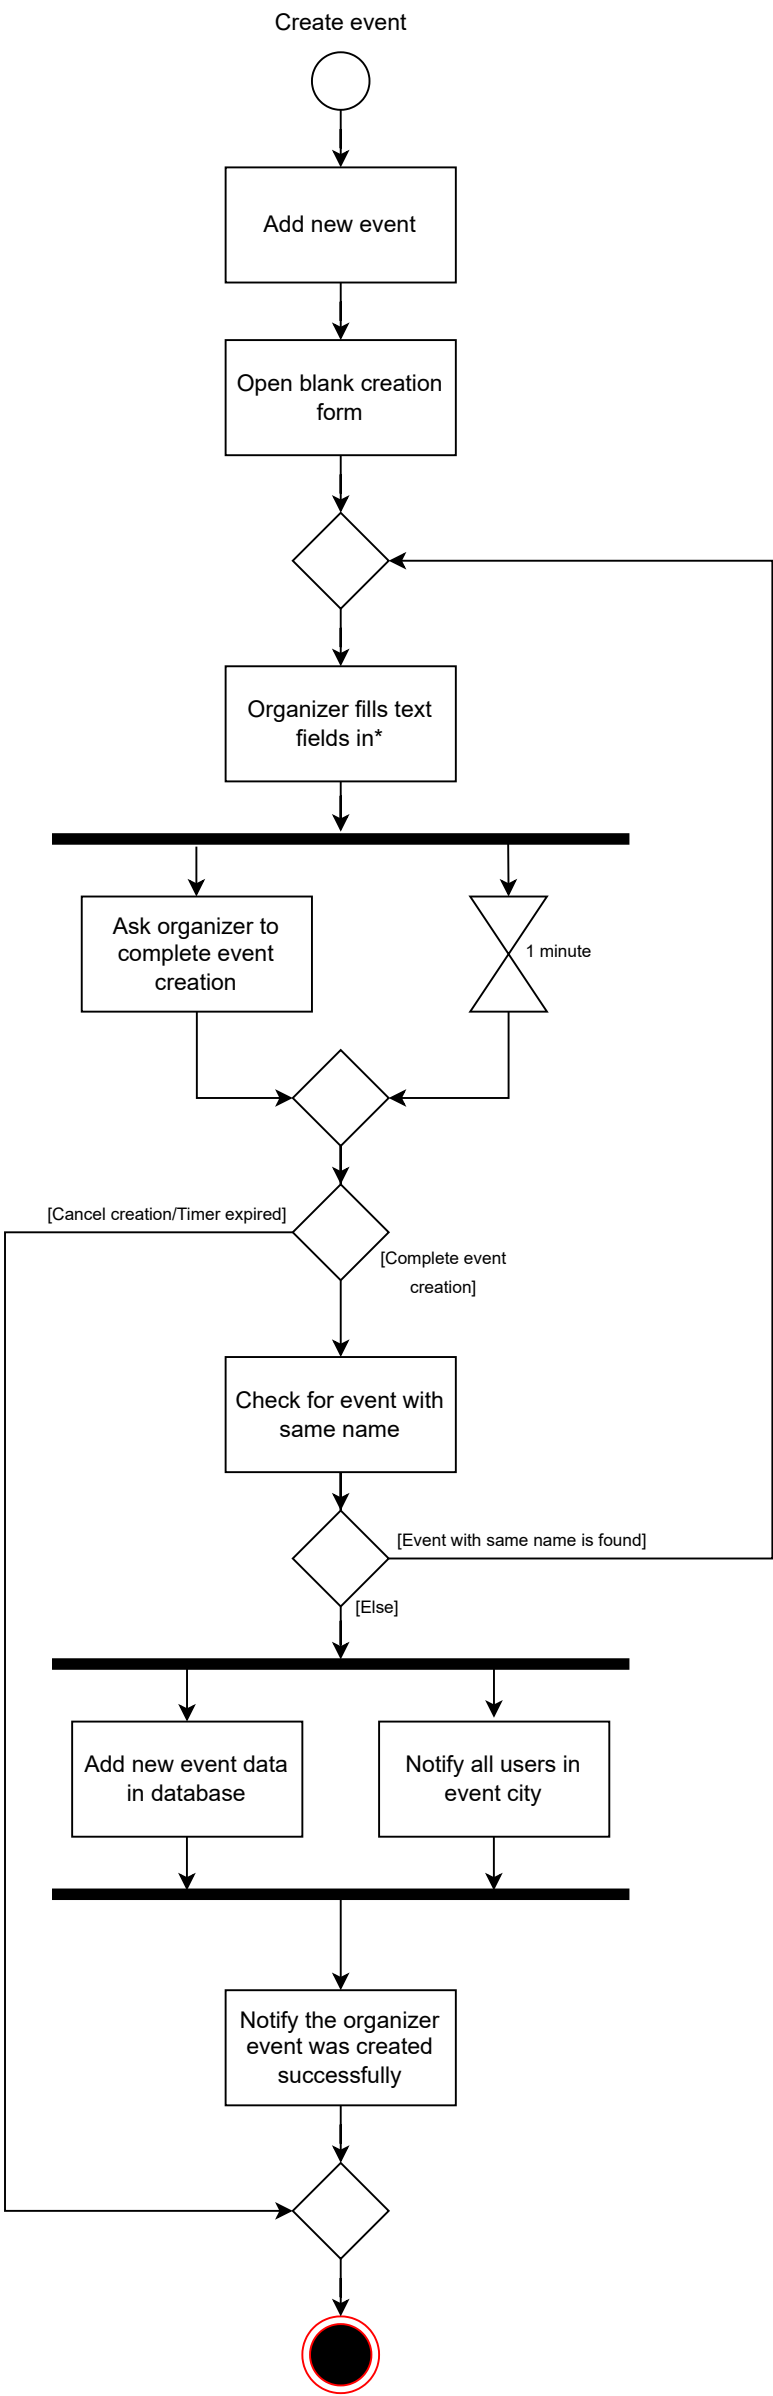 Create event
Add new event
Open blank creation
form
Organizer fills text
fields in*
Ask organizer to
complete event
creation
1 minute
[Cancel creation/Timer expired]
[Complete event
creation]
Check for event with
same name
[Event with same name is found]
[Else]
Add new event data
in database
Notify all users in
event city
Notify the organizer
event was created
successfully